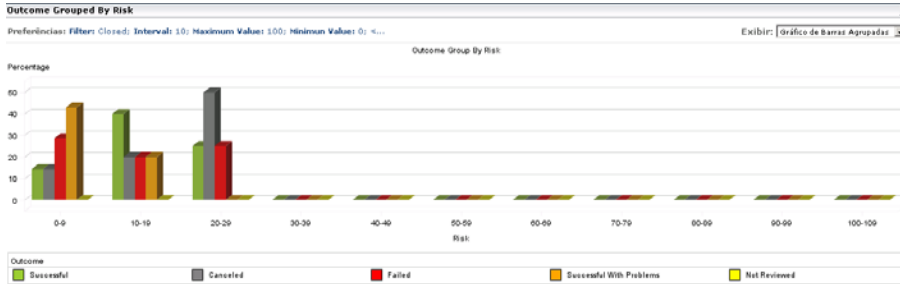 Outcome Grouped By Risk
Preferências: Filter: Closed; Interval: 10; Maximum Value: 100; Minimun Value: 0; <...
Exibir: Gráfico de Barras Agrupadas
Outcome Group By Risk
Percentage
50
40
30
20
10
0
0-9 10-19 20-29 30-39 40-49 50-59 60-69 70-79 80-89 90-99 100-109
Risk
Outcome
Successful Canceled Failed Successful With Problems Not Reviewed